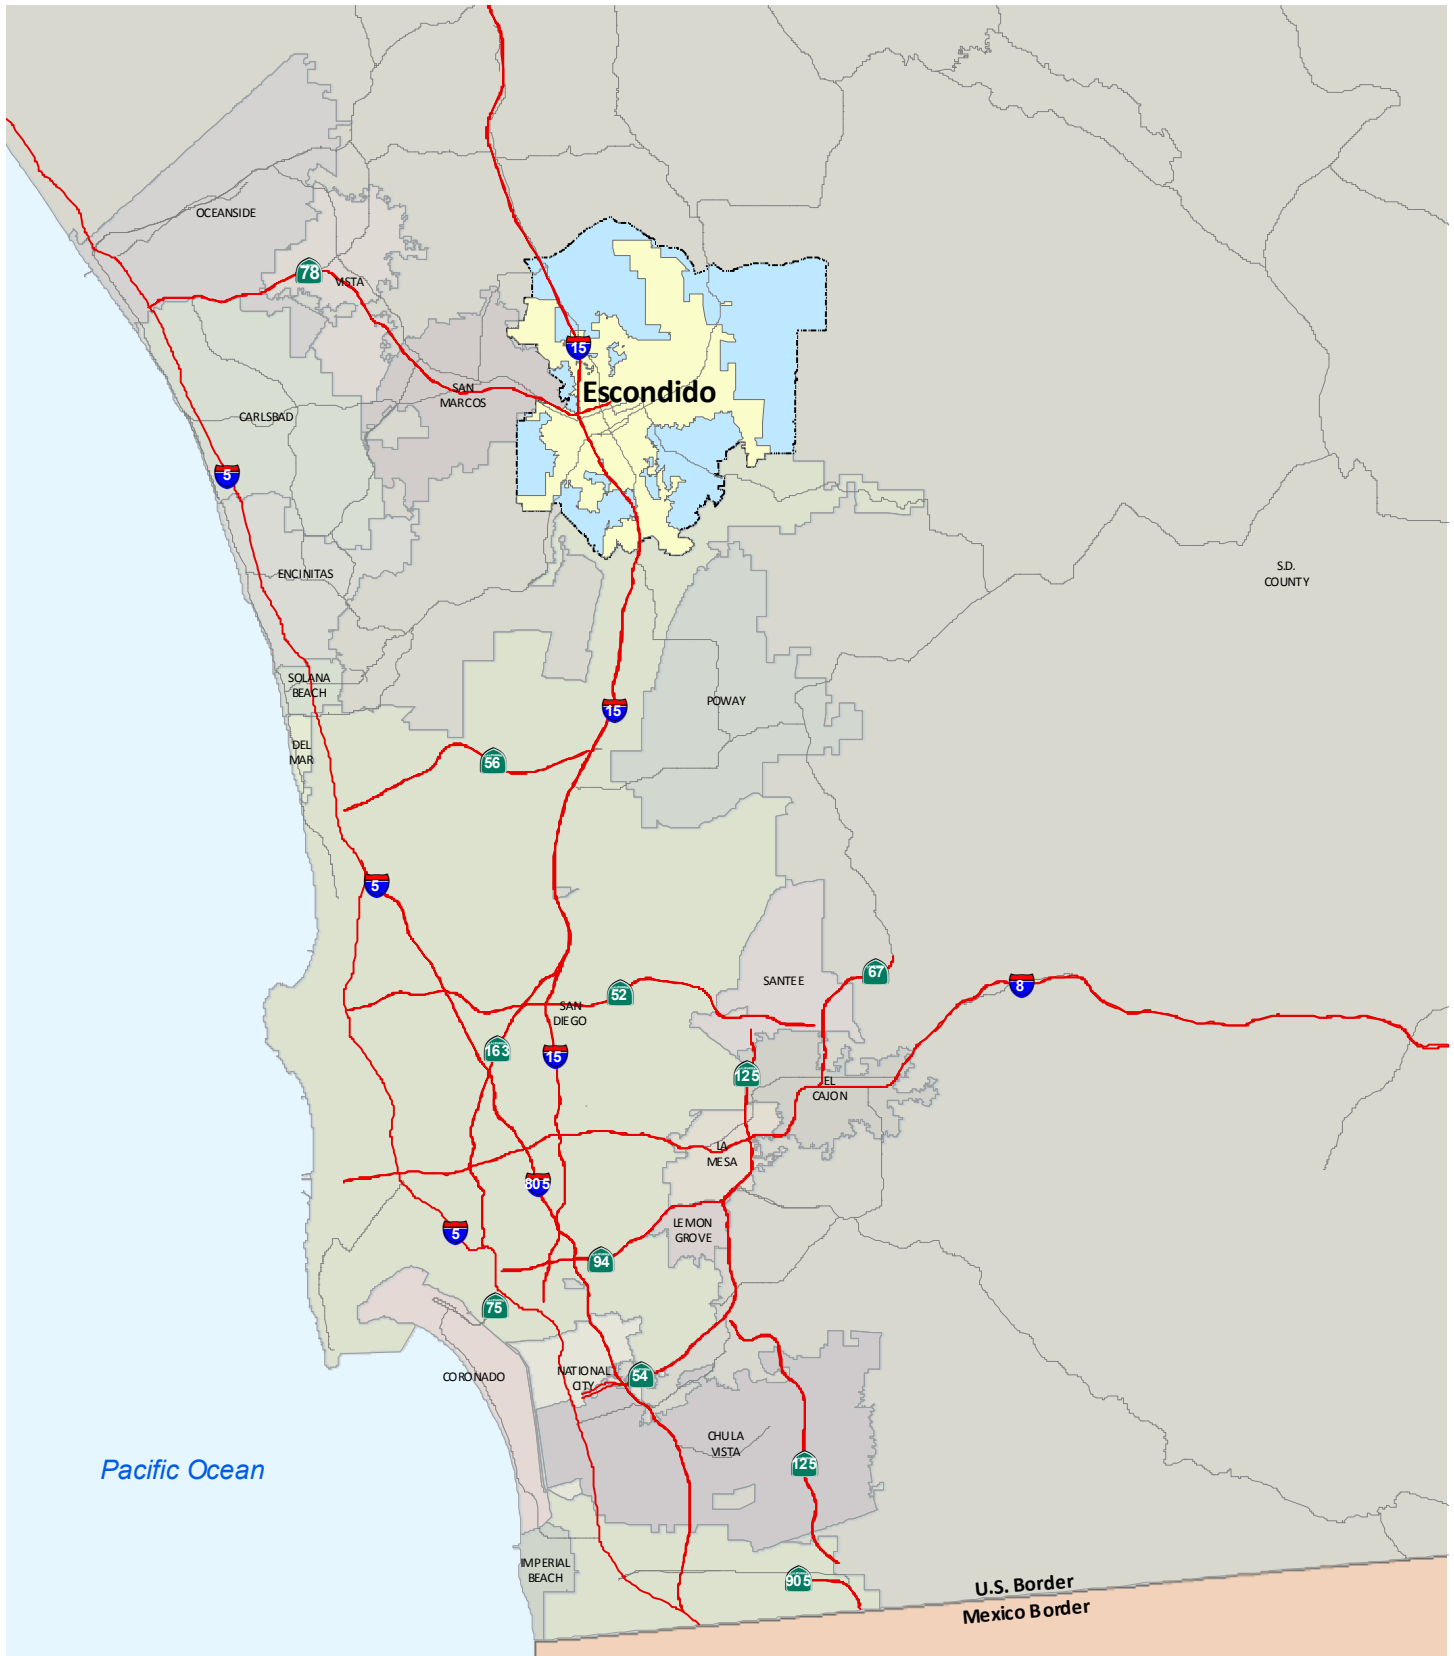 OCEANSIDE
78
VISTA
15
Escondido
SAN
MARCOS
CARLSBAD
5
ENCINITAS
S.D.
COUNTY
SOLANA
BEACH
POWAY
15
DEL
MAR
56
5
SANTEE
67
8
52
SAN
DIEGO
163
15
125
EL
CAJON
LA
MESA
805
5
LEMON
GROVE
94
75
CORONADO
NATIONAL
CITY
54
CHULA
VISTA
125
Pacific Ocean
IMPERIAL
BEACH
905
U.S. Border
Mexico Border